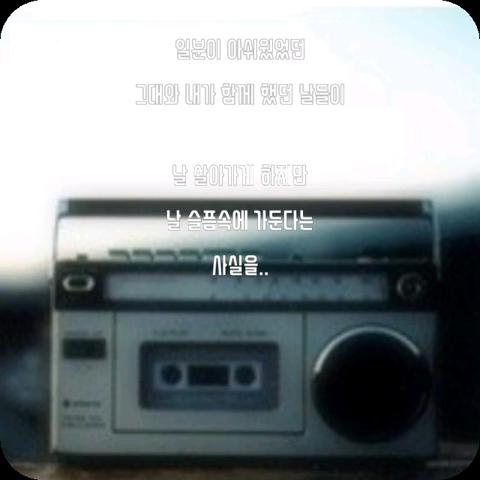 일분이 아쉬웠었던
그대와 내가 함께 했던 날들이
날 살아가게 하지만
날 슬픔속에 가둔다는
사실을..